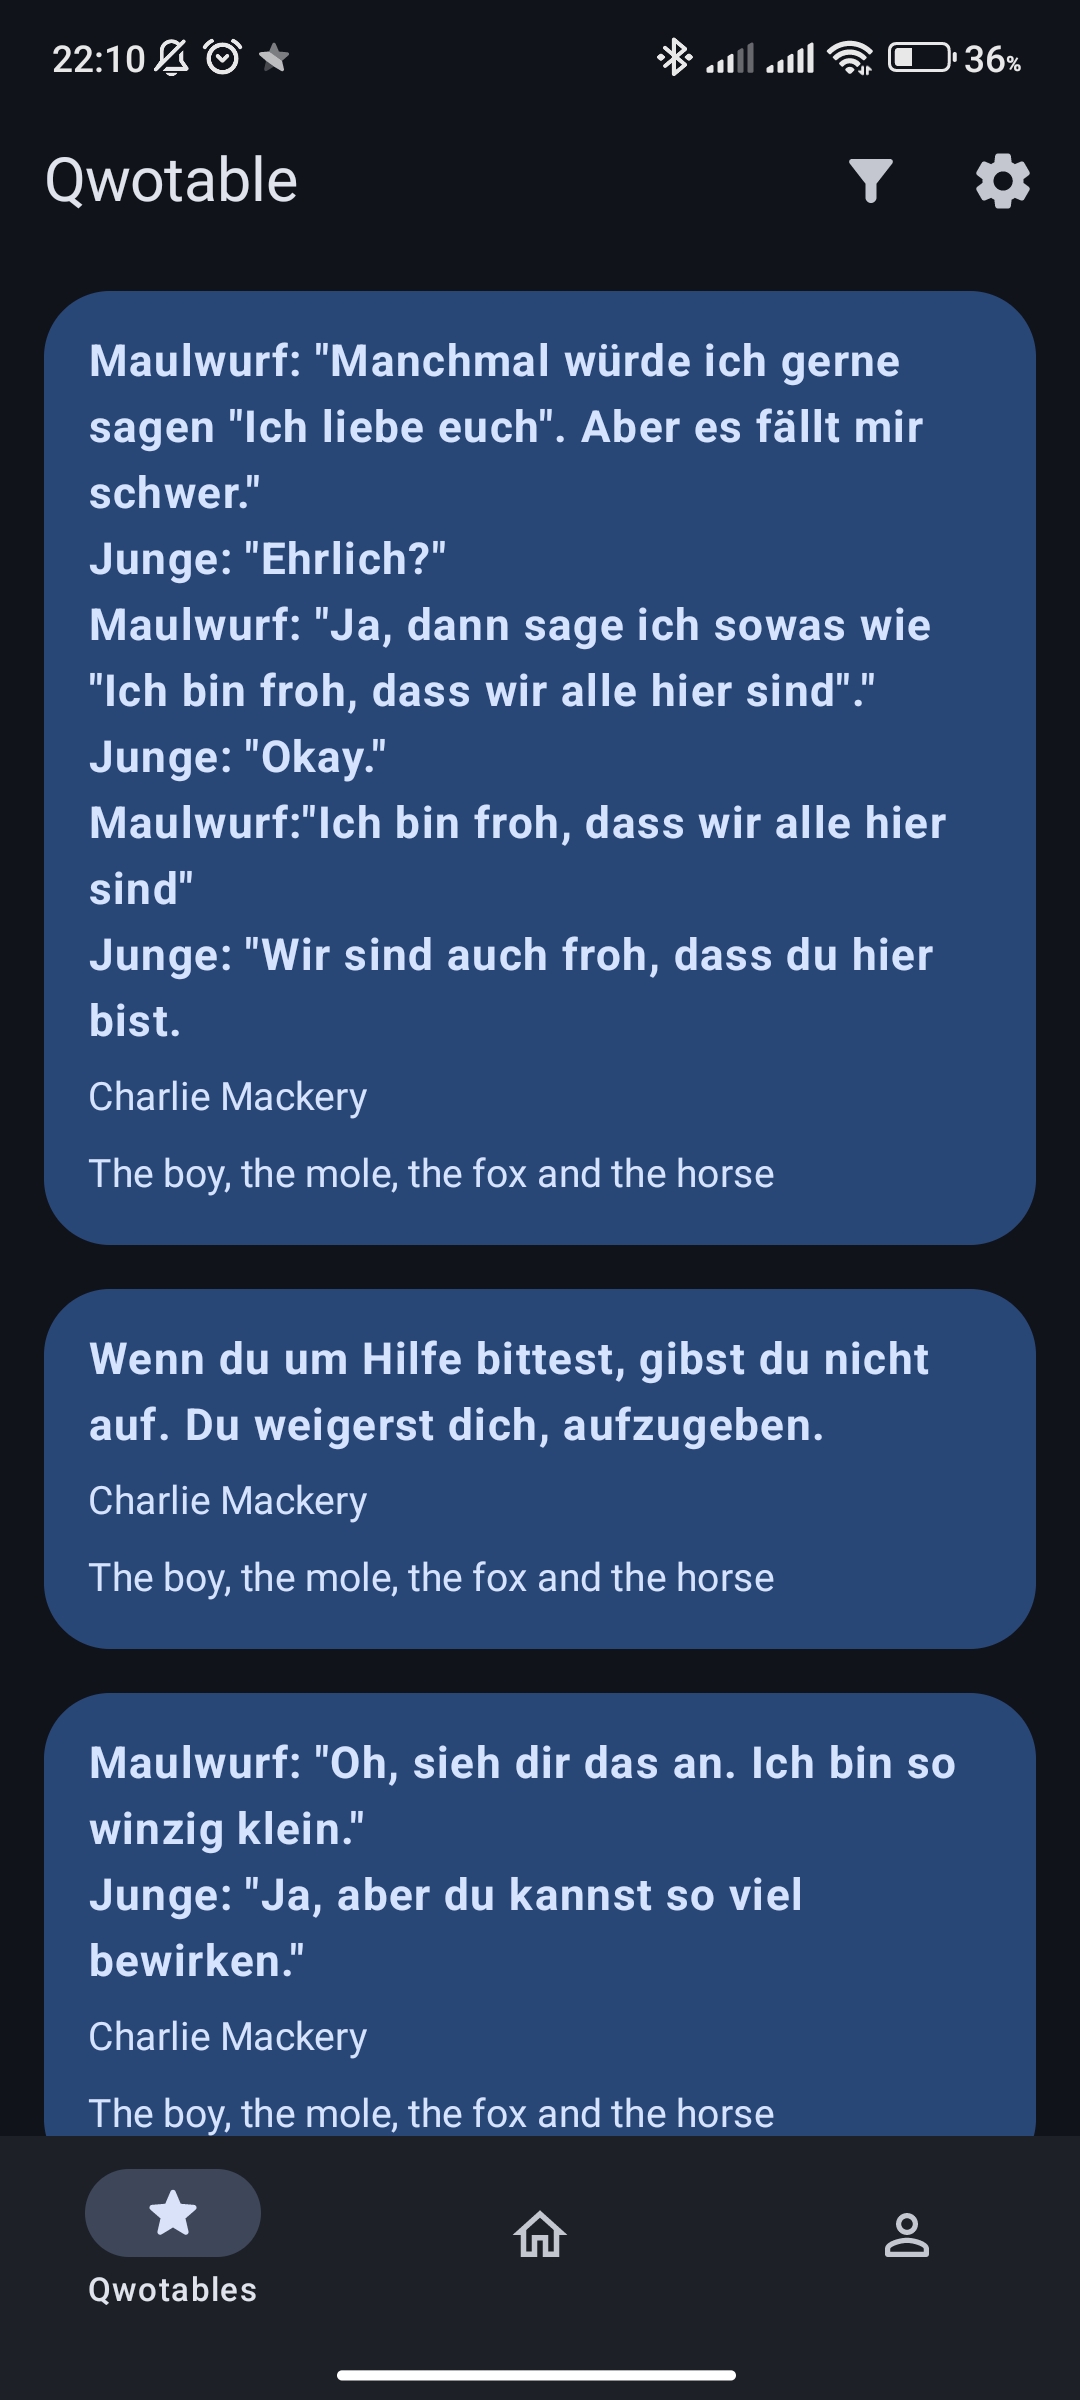 22:10
36%
Qwotable
Maulwurf: "Manchmal würde ich gerne
sagen "Ich liebe euch". Aber es fällt mir
schwer."
Junge: "Ehrlich?"
Maulwurf: "Ja, dann sage ich sowas wie
"Ich bin froh, dass wir alle hier sind"."
Junge: "Okay."
Maulwurf:"Ich bin froh, dass wir alle hier
sind"
Junge: "Wir sind auch froh, dass du hier
bist.
Charlie Mackery
The boy, the mole, the fox and the horse
Wenn du um Hilfe bittest, gibst du nicht
auf. Du weigerst dich, aufzugeben.
Charlie Mackery
The boy, the mole, the fox and the horse
Maulwurf: "Oh, sieh dir das an. Ich bin so
winzig klein."
Junge: "Ja, aber du kannst so viel
bewirken."
Charlie Mackery
The boy, the mole, the fox and the horse
Qwotables